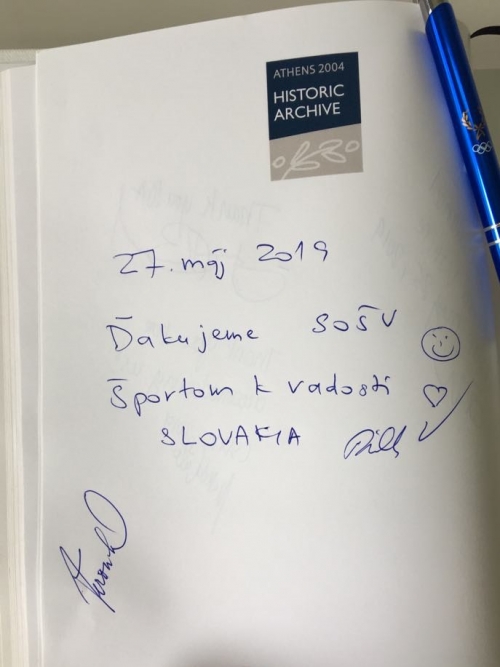 ATHENS 2004
HISTORIC
ARCHIVE
27. máj 2019
Ďakujeme SOŠV
Športom k radosti
SLOVAKIA